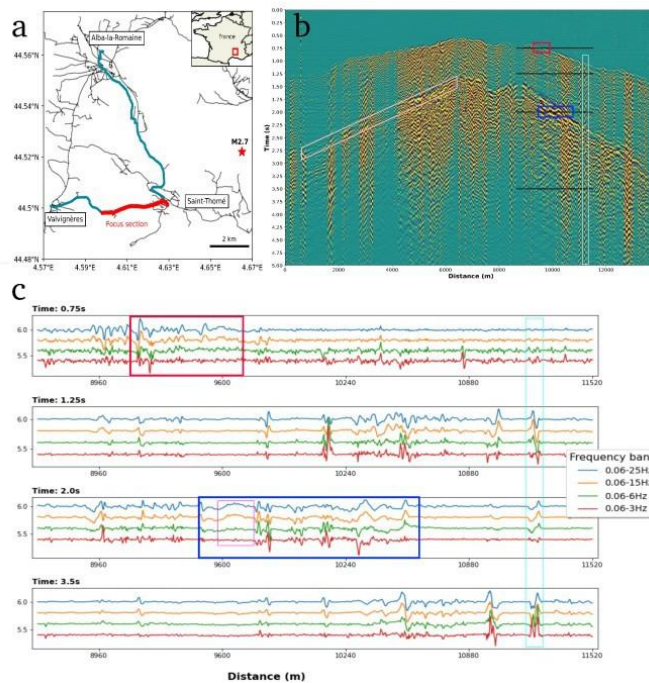 a
b
Alba-la-Romaine
France
M2.7
Saint-Thomé
Valvignères
Focus section
2 km
44.56°N
44.54°N
44.52°N
44.5°N
44.48°N
4.57°E
4.59°E
4.61°E
4.63°E
4.65°E
4.67°E
Time (s)
0.00
0.25
0.50
0.75
1.00
1.25
1.50
1.75
2.00
2.25
2.50
2.75
3.00
3.25
3.50
3.75
4.00
4.25
4.50
4.75
5.00
0
2000
4000
6000
8000
10000
12000
Distance (m)
c
Time: 0.75s
6.0
5.5
8960
9600
10240
10880
11520
Time: 1.25s
6.0
5.5
8960
9600
10240
10880
Frequency band
0.06-25Hz
0.06-15Hz
0.06-6Hz
0.06-3Hz
Time: 2.0s
6.0
5.5
8960
9600
10240
10880
11520
Time: 3.5s
6.0
5.5
8960
9600
10240
10880
11520
Distance (m)